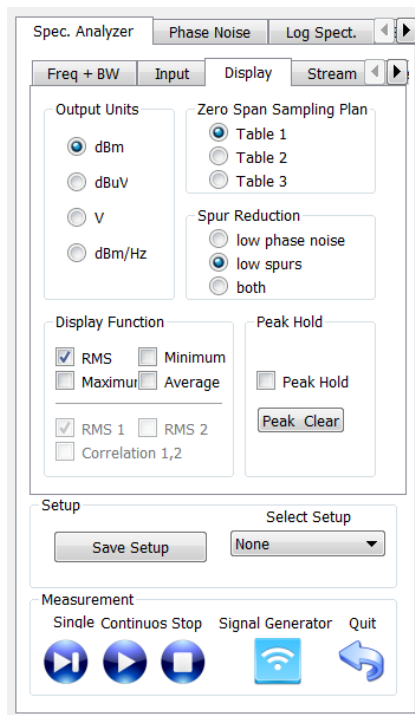 Spec. Analyzer Phase Noise Log Spect.
Freq + BW Input Display Stream
Output Units
dBm
dBuV
V
dBm/Hz
Zero Span Sampling Plan
Table 1
Table 2
Table 3
Spur Reduction
low phase noise
low spurs
both
Display Function
RMS Minimum
Maximur Average
RMS 1 RMS 2
Correlation 1,2
Peak Hold
Peak Hold
Peak Clear
Setup
Select Setup
Save Setup None
Measurement
Single Continuos Stop Signal Generator Quit